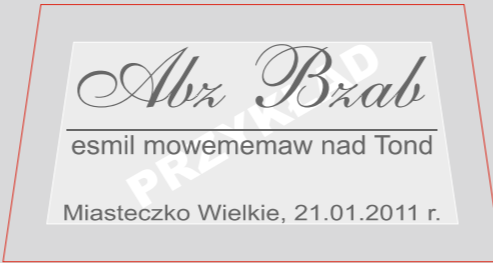 Abz Bzab
esmil mowememaw nad Tond
Miasteczko Wielkie, 21.01.2011 r.
PRZYKŁAD